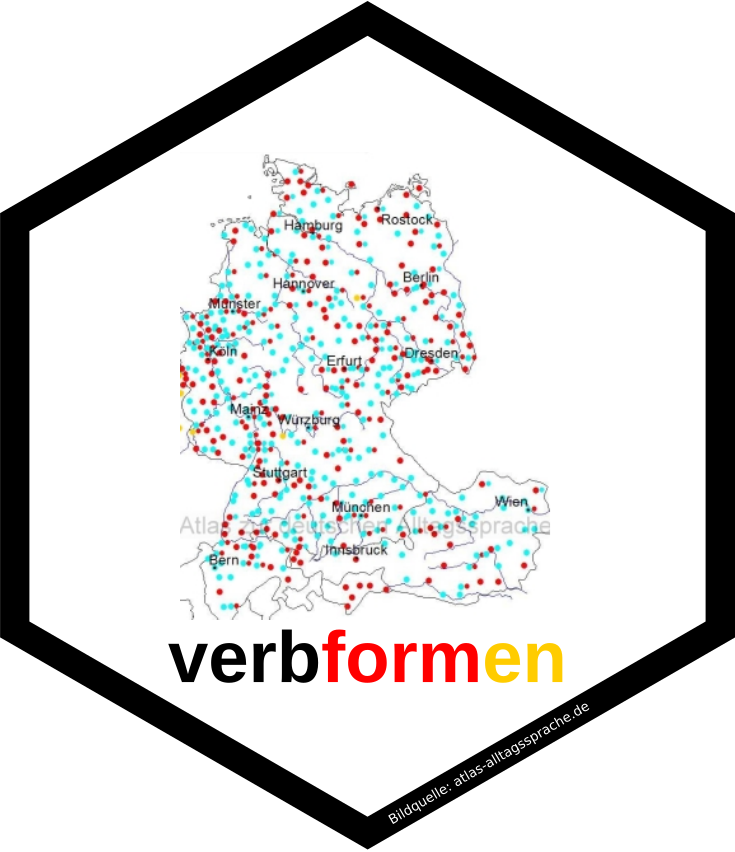 Hamburg
Rostock
Berlin
Hannover
Münster
Köln
Erfurt
Dresden
Mainz
Würzburg
Stuttgart
Wien
München
Atlas zur deutschen Alltagssprache
Innsbruck
Bern
verbformen
Bildquelle: atlas-alltagssprache.de